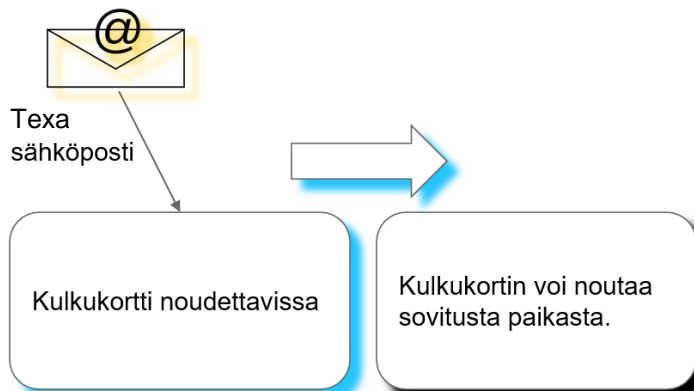 @
Texa
sähköposti
Kulkukortti noudettavissa
Kulkukortin voi noutaa
sovitusta paikasta.